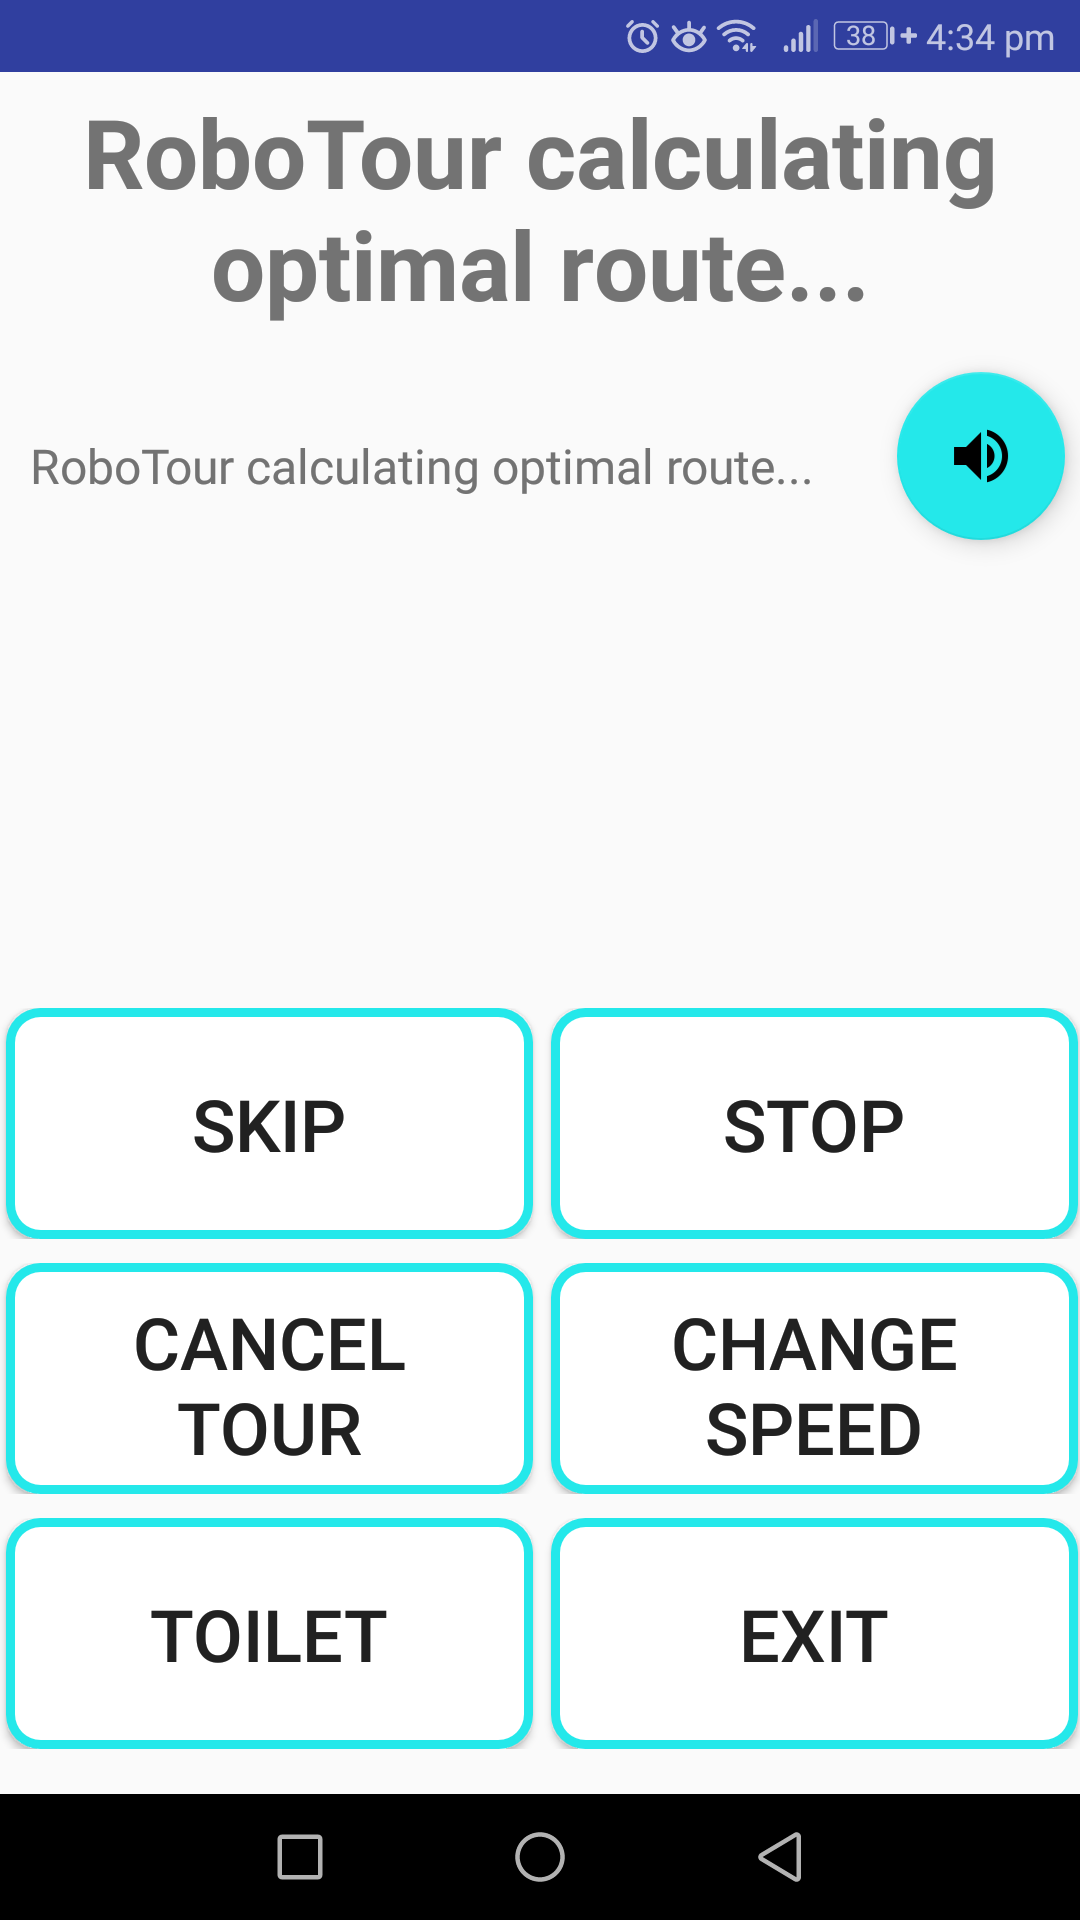 38 4:34 pm
RoboTour calculating
optimal route...
RoboTour calculating optimal route...
SKIP
STOP
CANCEL
TOUR
CHANGE
SPEED
TOILET
EXIT